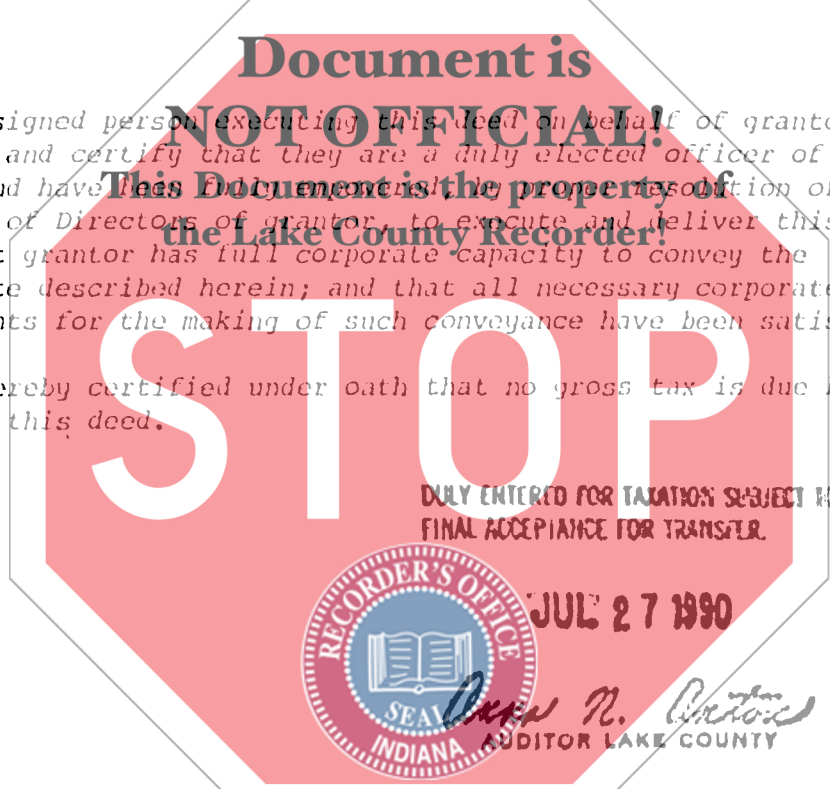 Document is
NOT OFFICIAL!
This Document is the property of
the Lake County Recorder!
signed person executing this deed on behalf of granto
and certify that they are a duly elected officer of
d have been fully empowered, by proper resolution of
of Directors of grantor, to execute and deliver this
t grantor has full corporate capacity to convey the
te described herein; and that all necessary corporate
nts for the making of such conveyance have been satis
ereby certified under oath that no gross tax is due
this deed.
STOP
DULY ENTERED FOR TAXATION SUBJECT
FINAL ACCEPTANCE FOR TRANSFER.
JUL 27 1990
RECORDER'S OFFICE
SEAL
INDIANA
N.
AUDITOR LAKE COUNTY